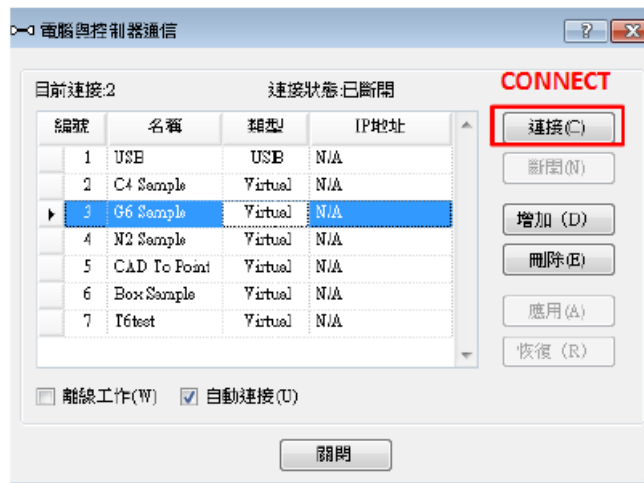 電腦與控制器通信
目前連接:2 連接狀態:已斷開
CONNECT
編號 名稱 類型 IP地址
連接(C)
1 USB USB N/A
斷開(N)
2 C4 Sample Virtual N/A
3 G6 Sample Virtual N/A
增加 (D)
4 N2 Sample Virtual N/A
刪除(E)
5 CAD To Point Virtual N/A
6 Box Sample Virtual N/A
應用(A)
7 T6test Virtual N/A
恢復 (R)
離線工作(W) 自動連接(U)
關閉